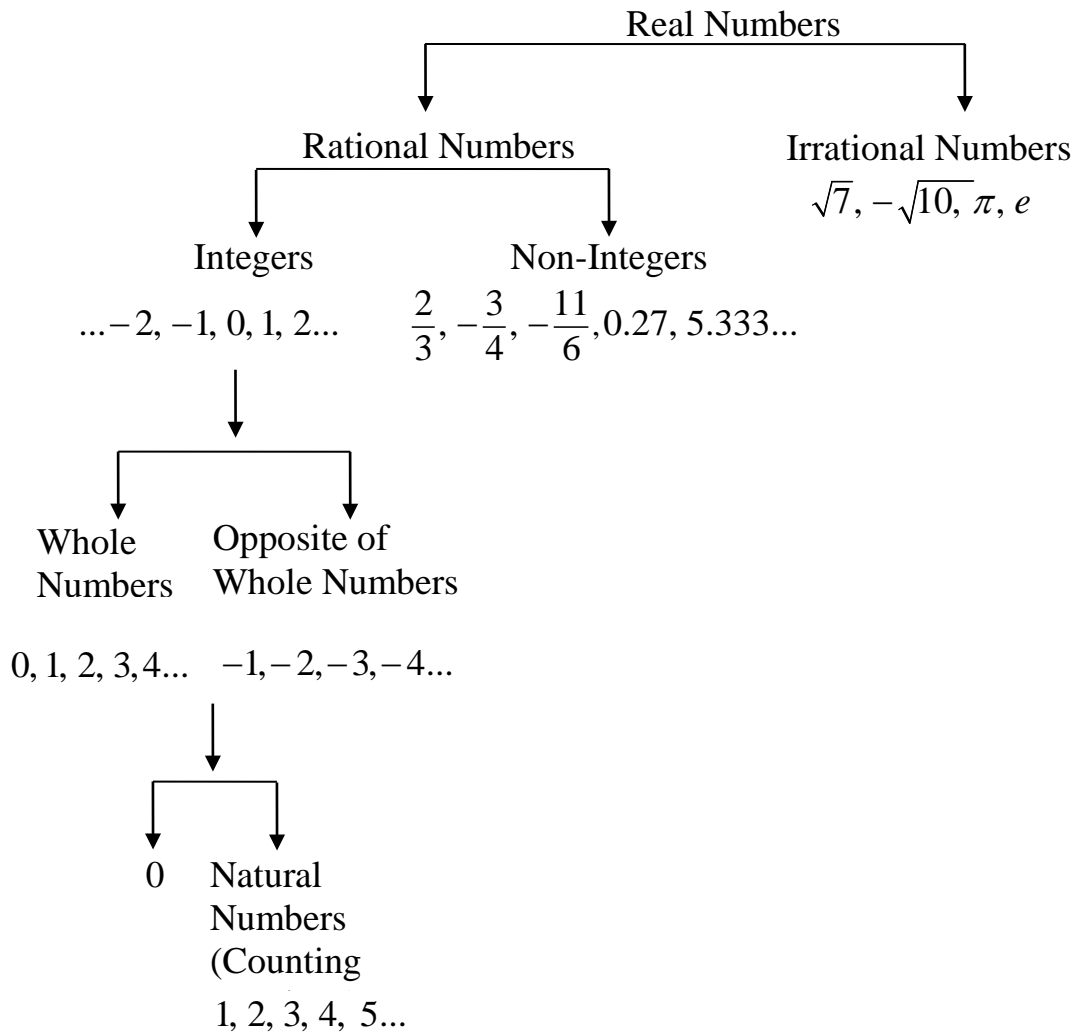 Real Numbers
Rational Numbers
Irrational Numbers
√7, −√10, π, e
Integers
Non-Integers
...−2, −1, 0, 1, 2...
2/3, −3/4, −11/6, 0.27, 5.333...
Whole
Numbers
Opposite of
Whole Numbers
0, 1, 2, 3, 4...
−1, −2, −3, −4...
0
Natural
Numbers
(Counting
1, 2, 3, 4, 5...